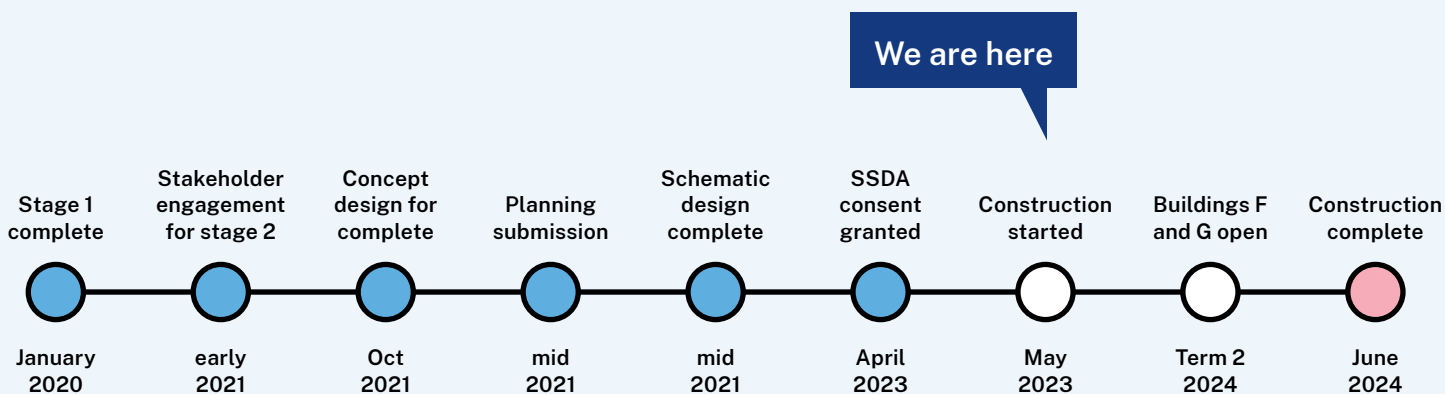 We are here
Stage 1
complete
Stakeholder
engagement
for stage 2
Concept
design for
complete
Planning
submission
Schematic
design
complete
SSDA
consent
granted
Construction
started
Buildings F
and G open
Construction
complete
January
2020
early
2021
Oct
2021
mid
2021
mid
2021
April
2023
May
2023
Term 2
2024
June
2024